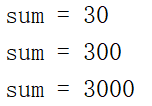 sum = 30
sum = 300
sum = 3000